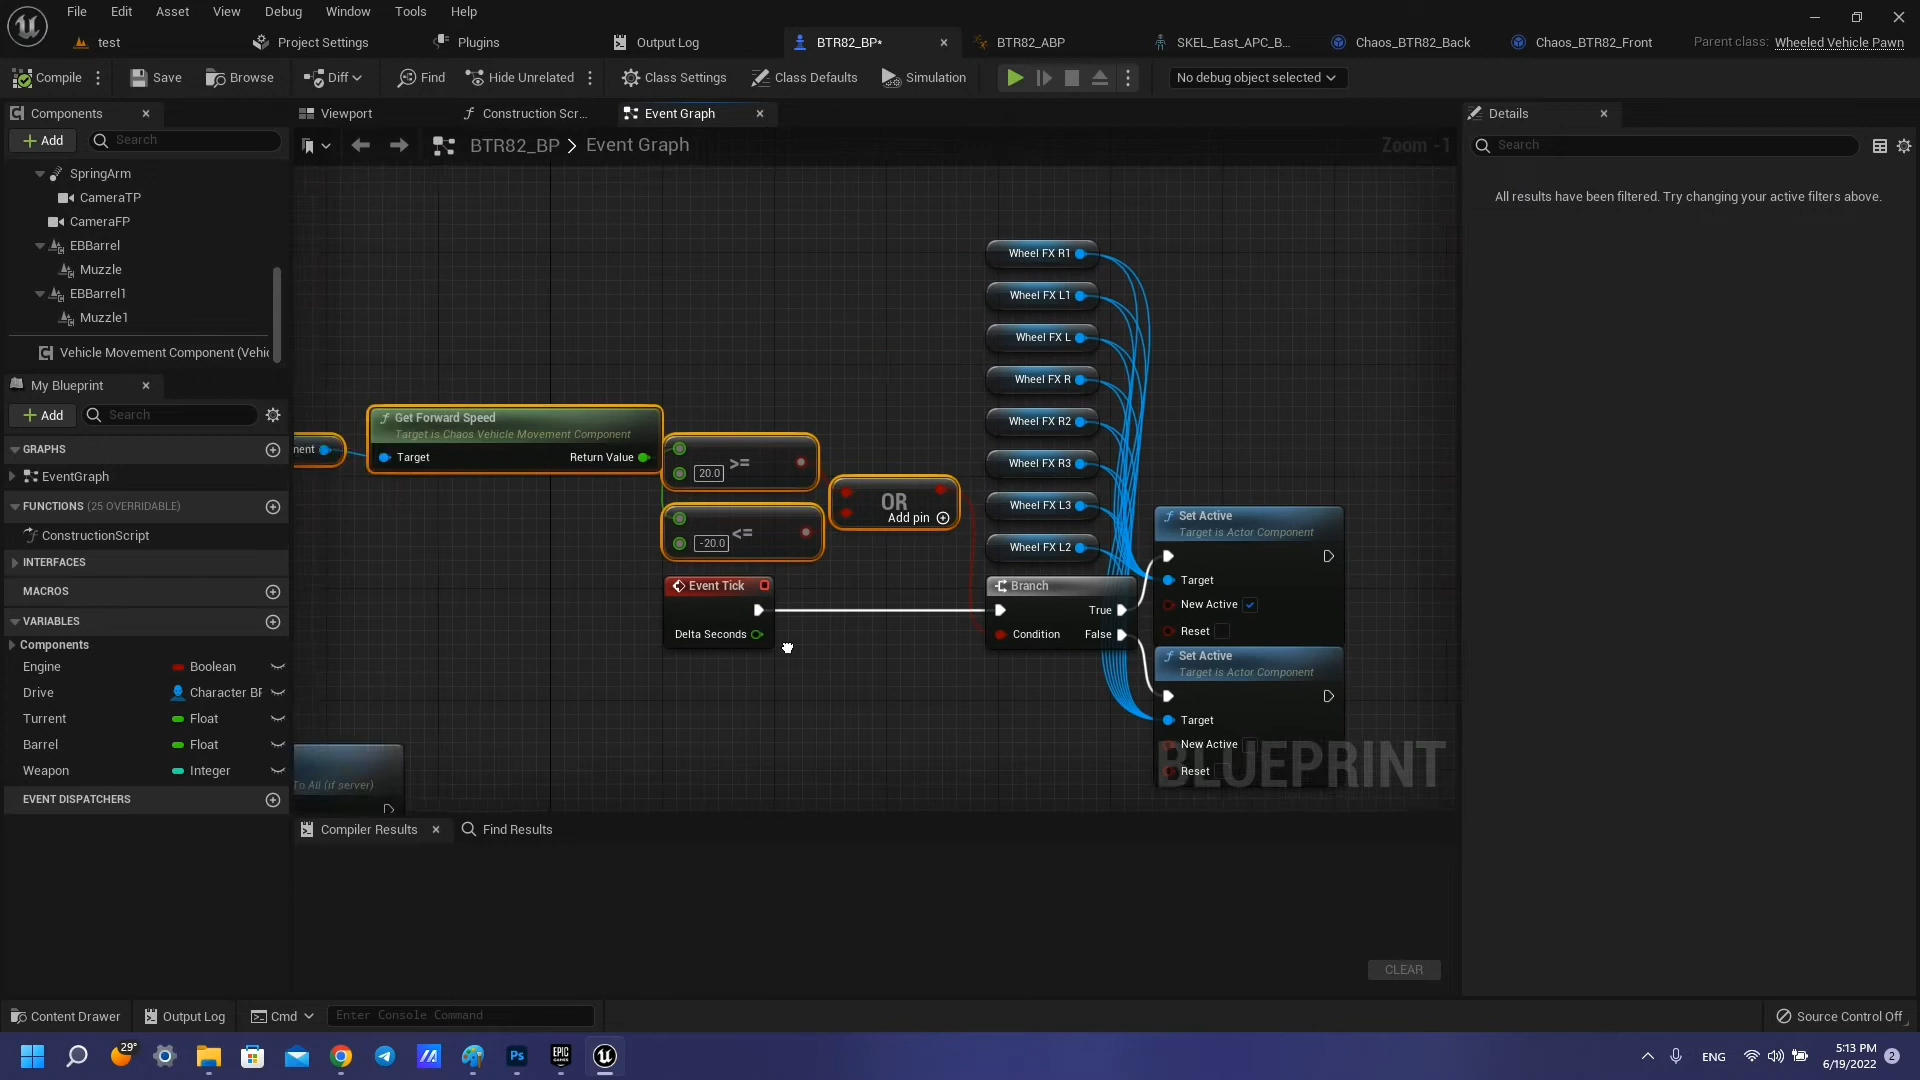 File Edit Asset View Debug Window Tools Help
test
Project Settings
Plugins
Output Log
BTR82_BP*
BTR82_ABP
SKEL_East_APC_B...
Chaos_BTR82_Back
Chaos_BTR82_Front
Parent class: Wheeled Vehicle Pawn
Compile
Save
Browse
Diff
Find
Hide Unrelated
Class Settings
Class Defaults
Simulation
No debug object selected
Components
Add
Search
SpringArm
CameraTP
CameraFP
EBBarrel
Muzzle
EBBarrel1
Muzzle1
Vehicle Movement Component (Vehic
My Blueprint
Add
Search
GRAPHS
EventGraph
FUNCTIONS (25 OVERRIDABLE)
ConstructionScript
INTERFACES
MACROS
VARIABLES
Components
Engine Boolean
Drive Character BF
Turrent Float
Barrel Float
Weapon Integer
EVENT DISPATCHERS
Viewport
Construction Scr...
Event Graph
BTR82_BP > Event Graph
Zoom -1
Wheel FX R1
Wheel FX L1
Wheel FX L
Wheel FX R
Wheel FX R2
Wheel FX R3
Wheel FX L3
Wheel FX L2
nent
Get Forward Speed
Target is Chaos Vehicle Movement Component
Target
Return Value
20.0
>=
-20.0
<=
OR
Add pin
Event Tick
Delta Seconds
Branch
True
Condition
False
Set Active
Target is Actor Component
Target
New Active
Reset
Set Active
Target is Actor Component
Target
New Active
Reset
To All (if server)
BLUEPRINT
Details
Search
All results have been filtered. Try changing your active filters above.
Compiler Results
Find Results
CLEAR
Content Drawer
Output Log
Cmd
Enter Console Command
Source Control Off
29°
Ps
EPIC
GAMES
ENG
5:13 PM
6/19/2022
2